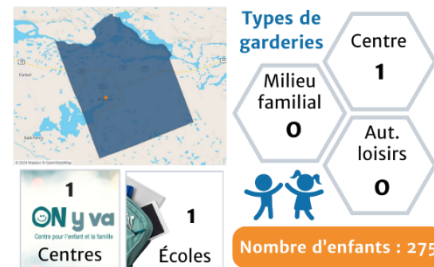 Types de
garderies
Centre
1
Milieu
familial
0
Aut.
loisirs
0
1
ON y va
Centre pour l'enfant et la famille
Centres
1
Écoles
Nombre d'enfants : 275